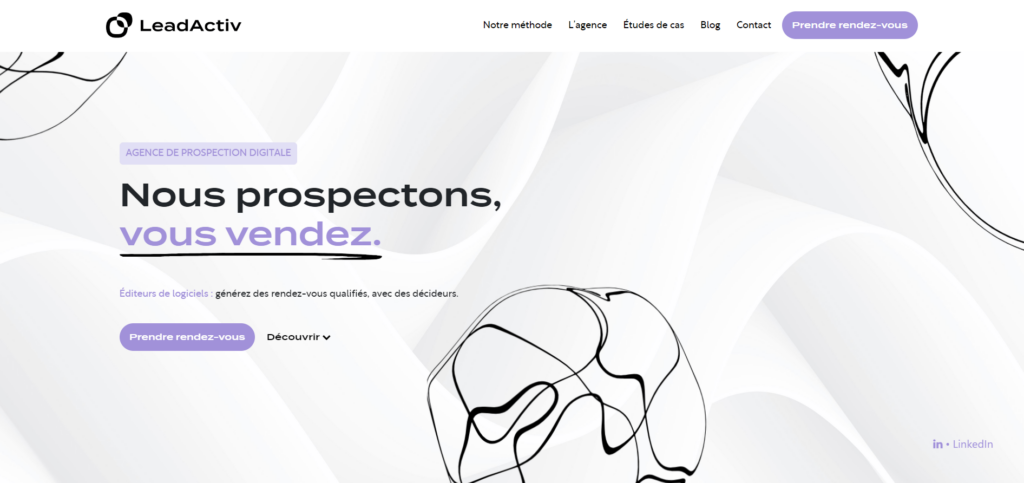 LeadActiv
Notre méthode
L'agence
Études de cas
Blog
Contact
Prendre rendez-vous
AGENCE DE PROSPECTION DIGITALE
Nous prospectons,
vous vendez.
Éditeurs de logiciels : générez des rendez-vous qualifiés, avec des décideurs.
Prendre rendez-vous
Découvrir
in • LinkedIn